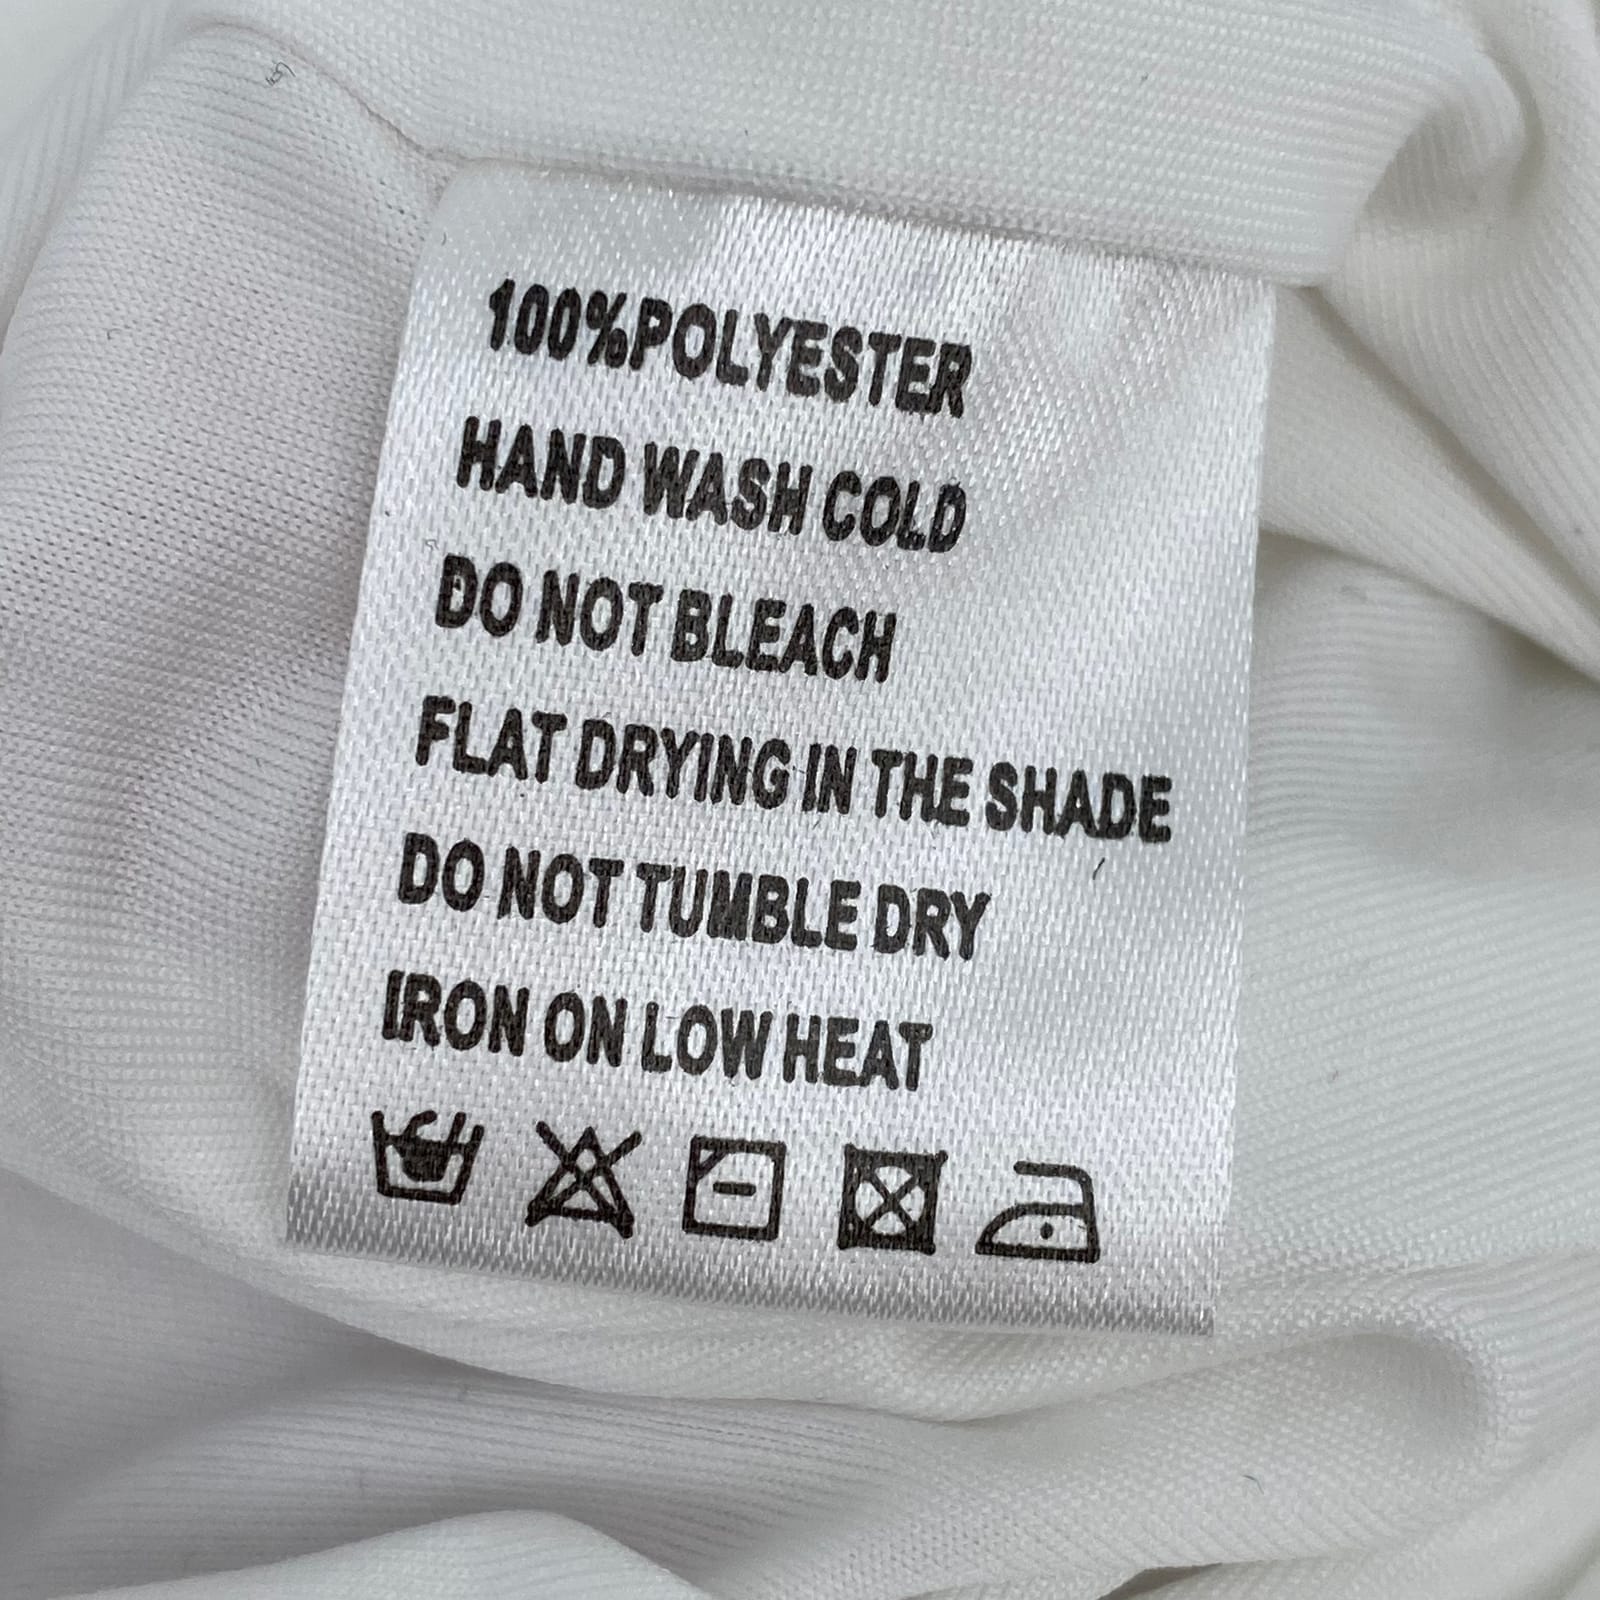 100%POLYESTER
HAND WASH COLD
DO NOT BLEACH
FLAT DRYING IN THE SHADE
DO NOT TUMBLE DRY
IRON ON LOW HEAT